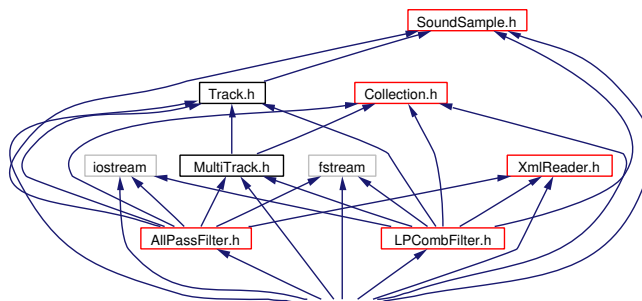 SoundSample.h
Track.h
Collection.h
iostream
MultiTrack.h
fstream
XmlReader.h
AllPassFilter.h
LPCombFilter.h